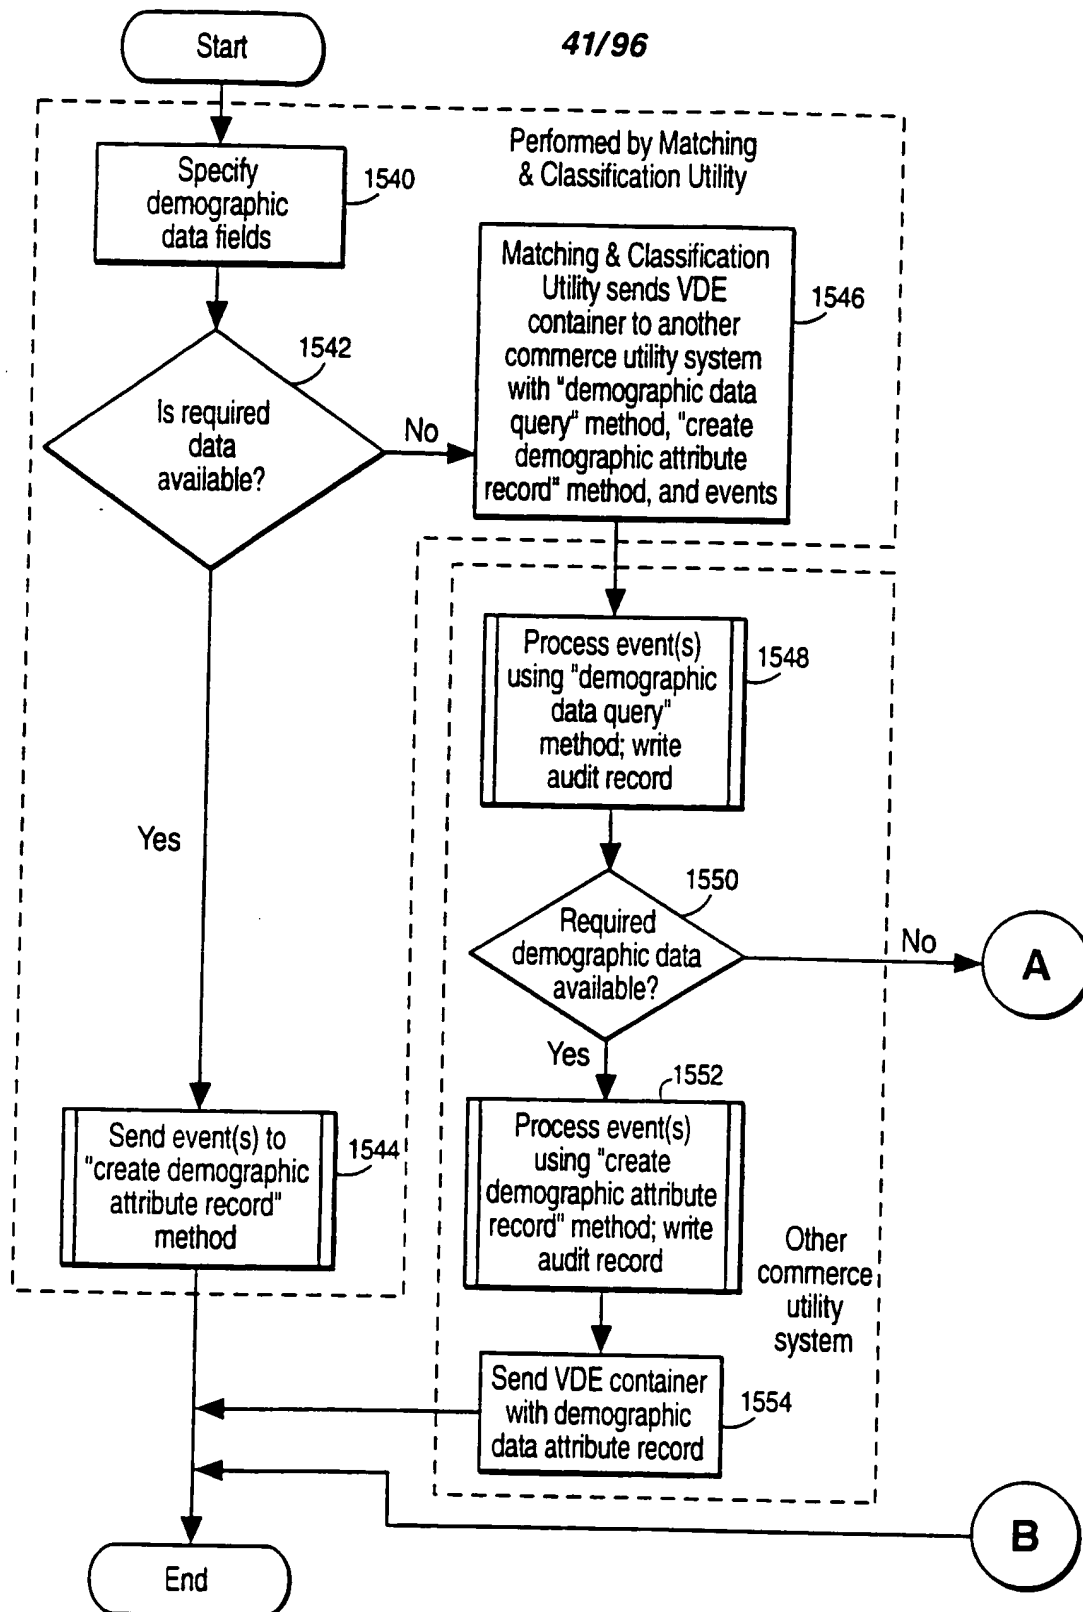 Start
41/96
Performed by Matching
& Classification Utility
Specify
demographic
data fields
1540
Matching & Classification
Utility sends VDE
container to another
commerce utility system
with "demographic data
query" method, "create
demographic attribute
record" method, and events
1546
1542
Is required
data
available?
No
Process event(s)
using "demographic
data query"
method; write
audit record
1548
Yes
1550
Required
demographic data
available?
No
A
Yes
1552
Process event(s)
using "create
demographic attribute
record" method; write
audit record
Send event(s) to
"create demographic
attribute record"
method
1544
Other
commerce
utility
system
Send VDE container
with demographic
data attribute record
1554
B
End